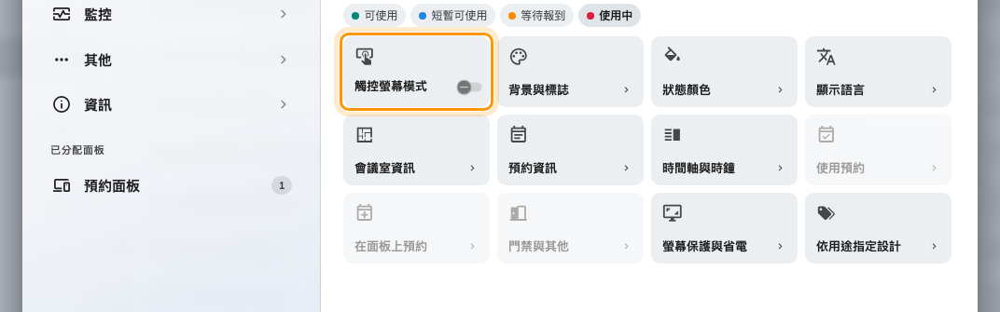 監控
其他
資訊
已分配面板
預約面板 1
可使用 短暫可使用 等待報到 使用中
觸控螢幕模式 背景與標誌 狀態顏色 顯示語言
會議室資訊 預約資訊 時間軸與時鐘 使用預約
在面板上預約 門禁與其他 螢幕保護與省電 依用途指定設計